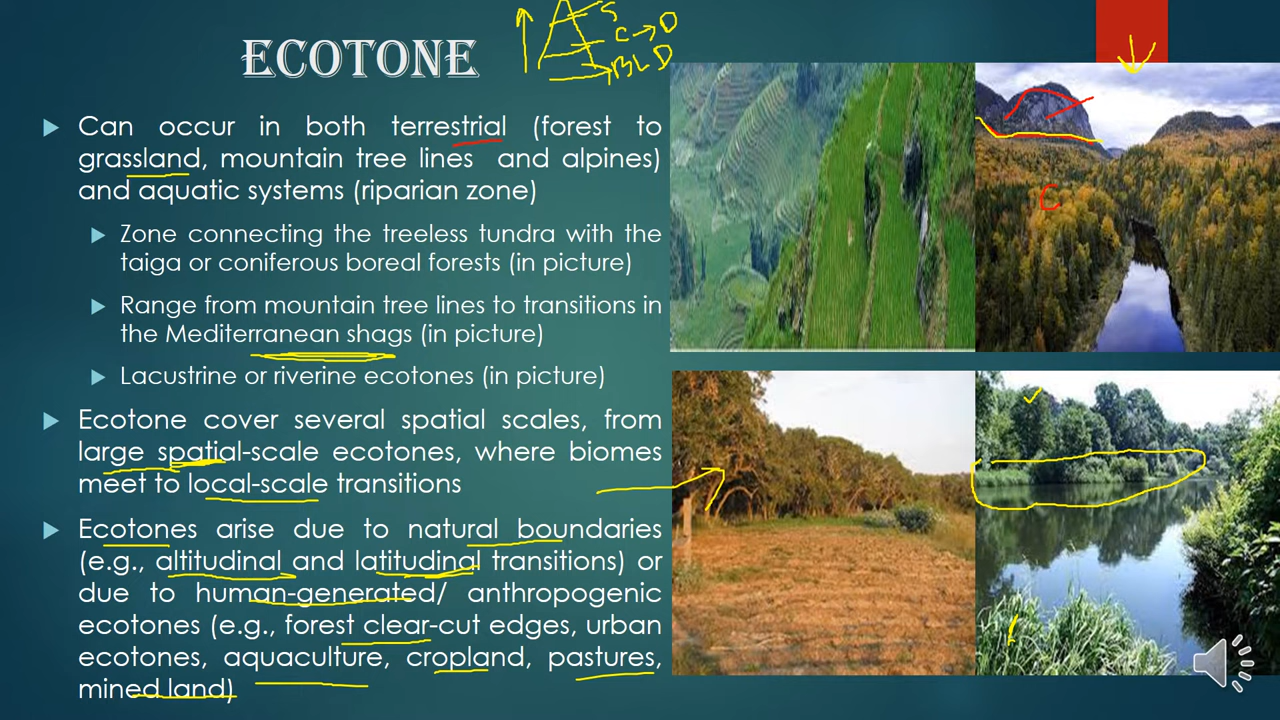 ECOTONE
S
C → D
BLD
Can occur in both terrestrial (forest to
grassland, mountain tree lines and alpines)
and aquatic systems (riparian zone)
Zone connecting the treeless tundra with the
taiga or coniferous boreal forests (in picture)
Range from mountain tree lines to transitions in
the Mediterranean shags (in picture)
Lacustrine or riverine ecotones (in picture)
Ecotone cover several spatial scales, from
large spatial-scale ecotones, where biomes
meet to local-scale transitions
Ecotones arise due to natural boundaries
(e.g., altitudinal and latitudinal transitions) or
due to human-generated/ anthropogenic
ecotones (e.g., forest clear-cut edges, urban
ecotones, aquaculture, cropland, pastures,
mined land)
C